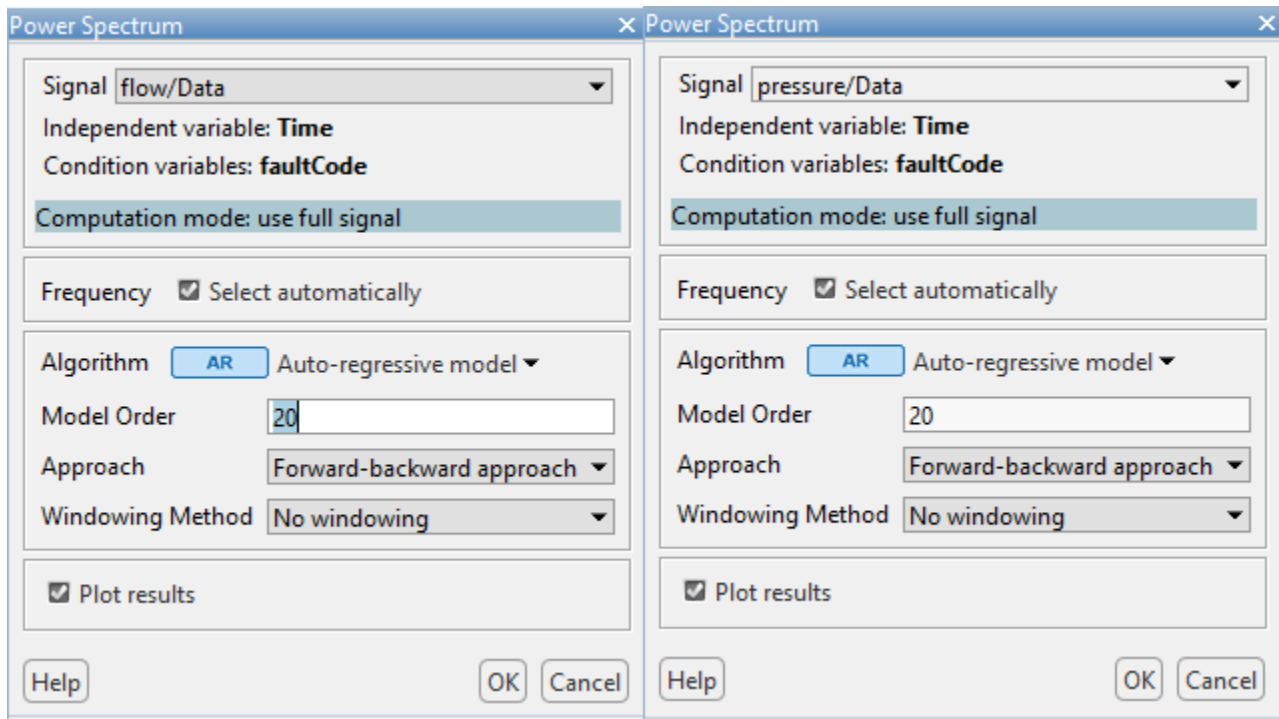 Power Spectrum
Signal flow/Data
Independent variable: Time
Condition variables: faultCode
Computation mode: use full signal
Frequency Select automatically
Algorithm AR Auto-regressive model
Model Order 20
Approach Forward-backward approach
Windowing Method No windowing
Plot results
Help OK Cancel
Power Spectrum
Signal pressure/Data
Independent variable: Time
Condition variables: faultCode
Computation mode: use full signal
Frequency Select automatically
Algorithm AR Auto-regressive model
Model Order 20
Approach Forward-backward approach
Windowing Method No windowing
Plot results
Help OK Cancel